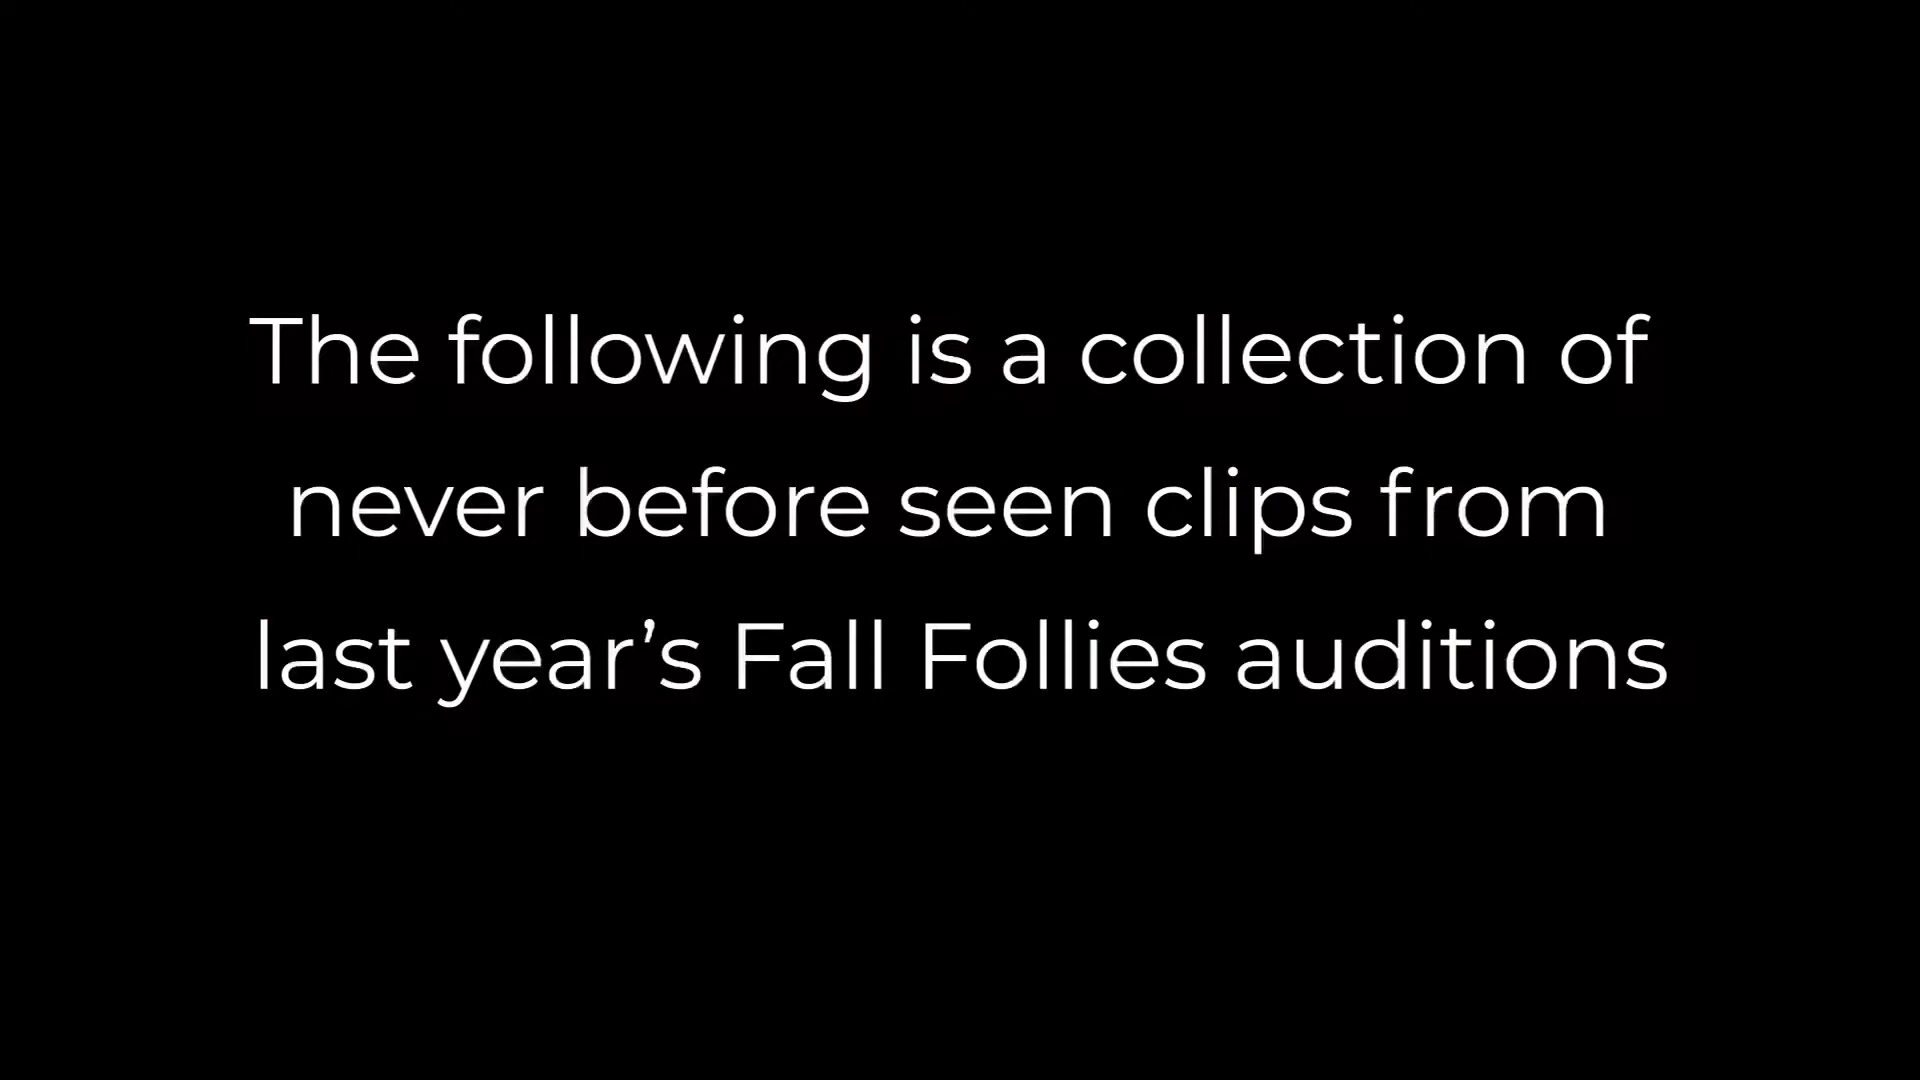 The following is a collection of
never before seen clips from
last year’s Fall Follies auditions